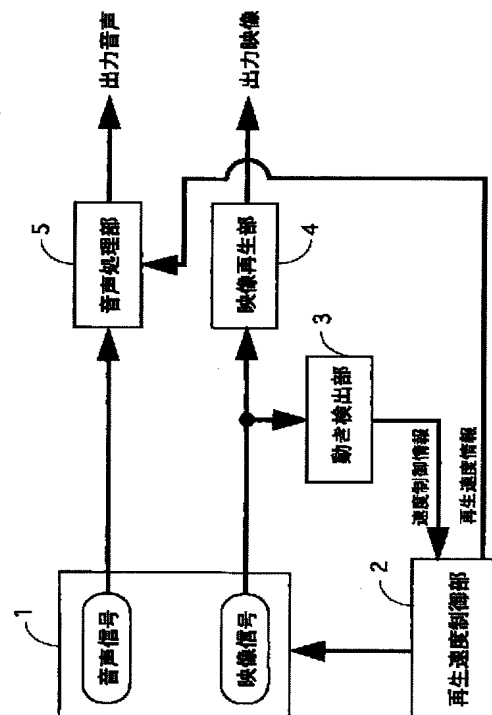 1
音声信号
映像信号
5
音声処理部
出力音声
4
映像再生部
出力映像
3
動き検出部
速度制御情報
再生速度情報
2
再生速度制御部